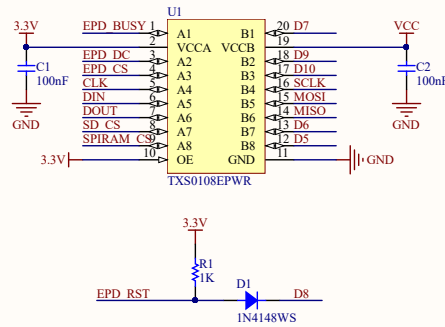 U1
3.3V
EPD_BUSY 1 A1 B1 20 D7
2 VCCA VCCB 19
VCC
EPD_DC 3 A2 B2 18 D9
EPD_CS 4 A3 B3 17 D10
CLK 5 A4 B4 16 SCLK
DIN 6 A5 B5 15 MOSI
DOUT 7 A6 B6 14 MISO
SD_CS 8 A7 B7 13 D6
SPIRAM_CS 9 A8 B8 12 D5
3.3V 10 OE GND 11 GND
TXS0108EPWR
C1
100nF
GND
C2
100nF
GND
3.3V
R1
1K
D1
EPD_RST D8
1N4148WS